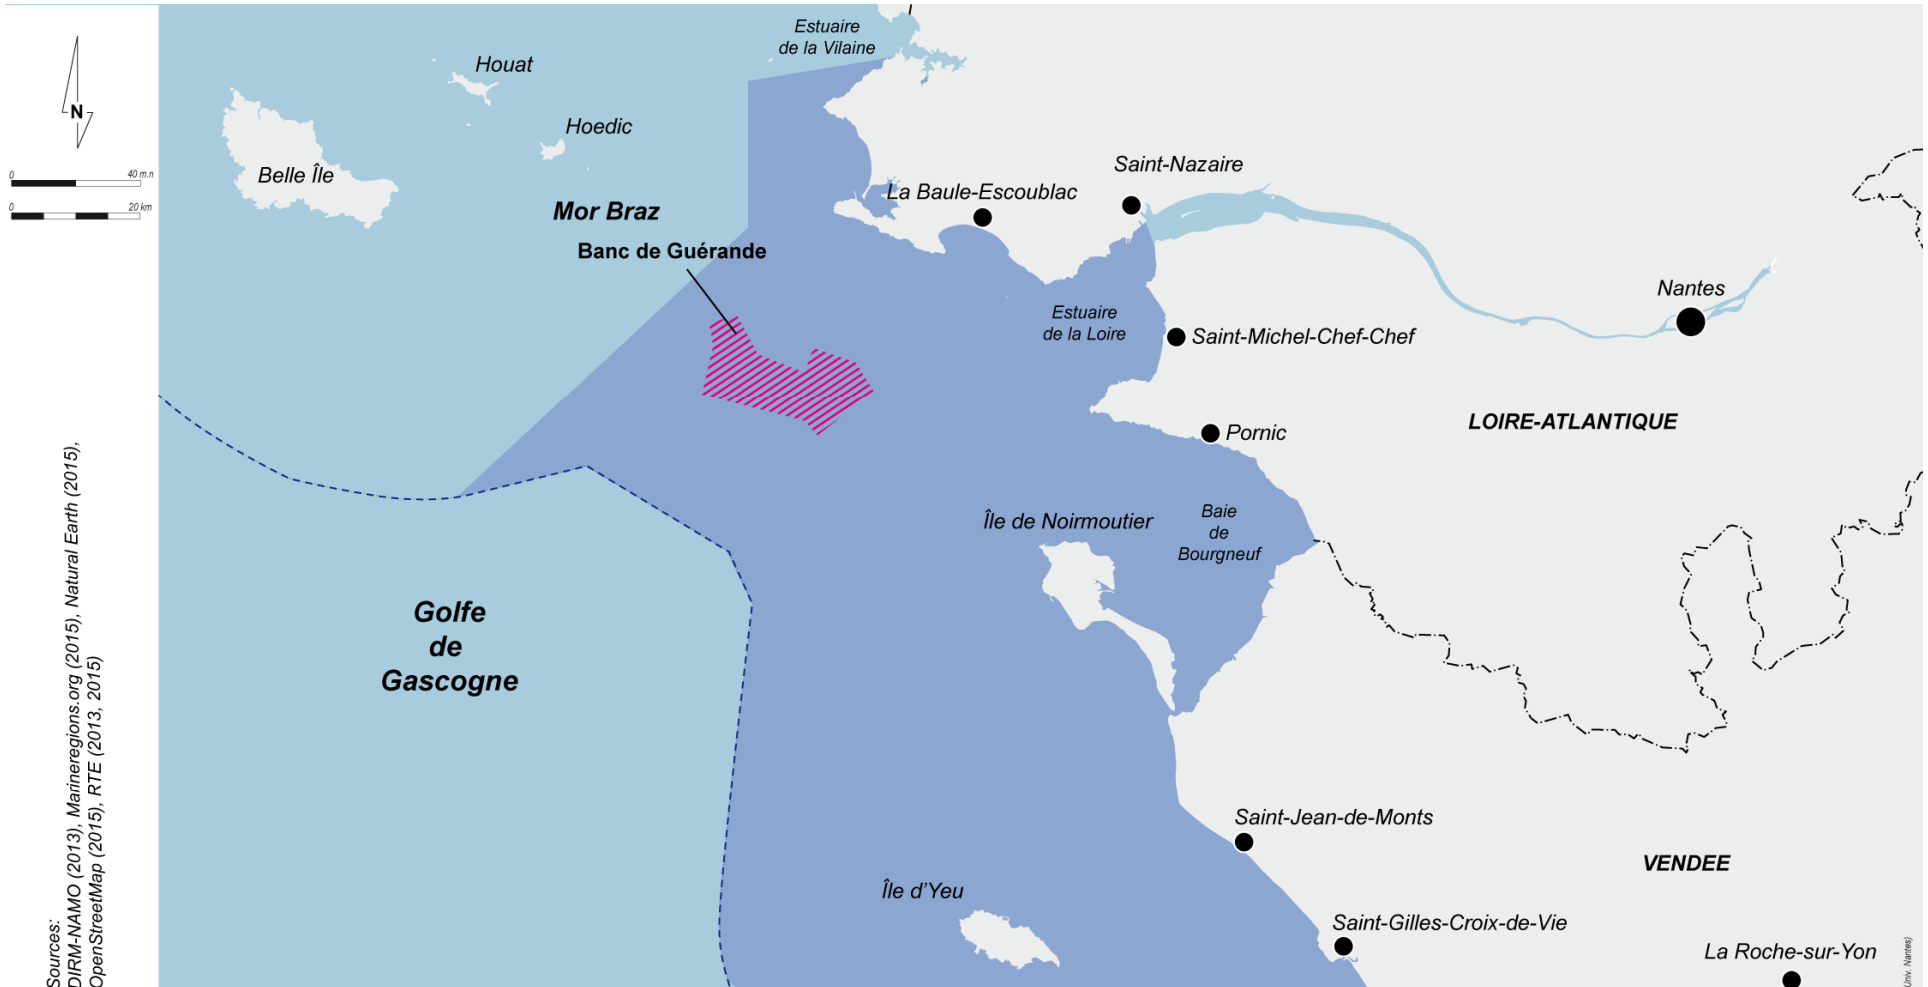 Estuaire
de la Vilaine
Houat
N
Hoedic
Saint-Nazaire
0 40 m.n
Belle Île
La Baule-Escoublac
0 20 km
Mor Braz
Banc de Guérande
Nantes
Estuaire
de la Loire
Saint-Michel-Chef-Chef
LOIRE-ATLANTIQUE
Pornic
Île de Noirmoutier
Baie
de
Bourgneuf
Golfe
de
Gascogne
Saint-Jean-de-Monts
VENDEE
Île d'Yeu
Saint-Gilles-Croix-de-Vie
La Roche-sur-Yon
Sources:
DIRM-NAMO (2013), Marineregions.org (2015), Natural Earth (2015),
OpenStreetMap (2015), RTE (2013, 2015)
Univ. Nantes)